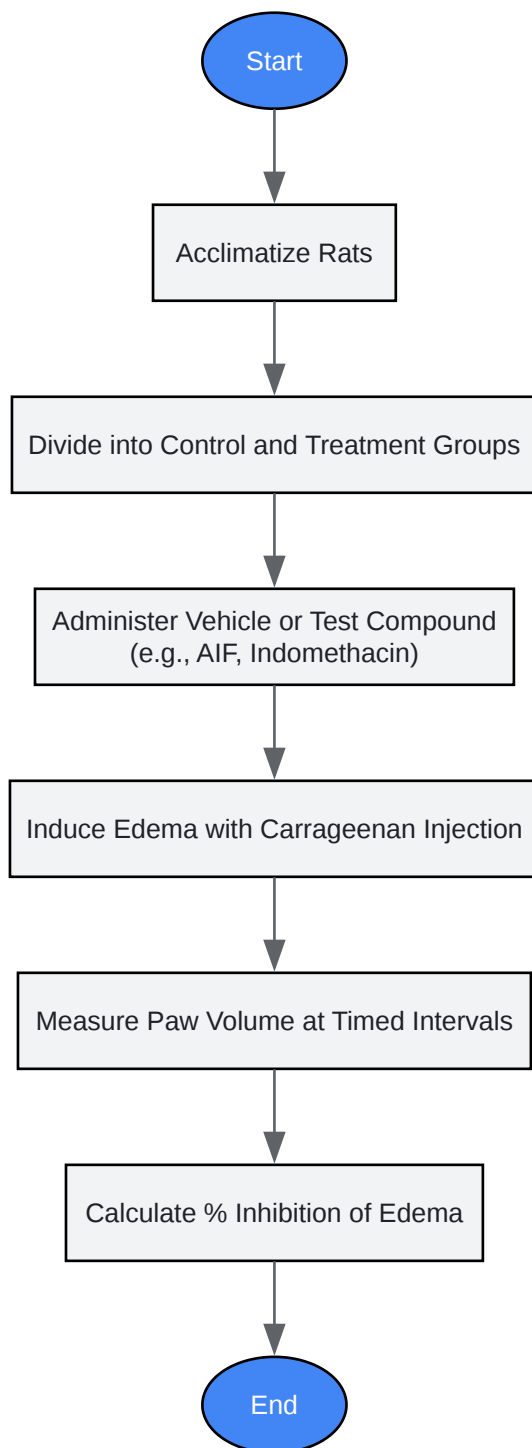 Start
Acclimatize Rats
Divide into Control and Treatment Groups
Administer Vehicle or Test Compound
(e.g., AIF, Indomethacin)
Induce Edema with Carrageenan Injection
Measure Paw Volume at Timed Intervals
Calculate % Inhibition of Edema
End